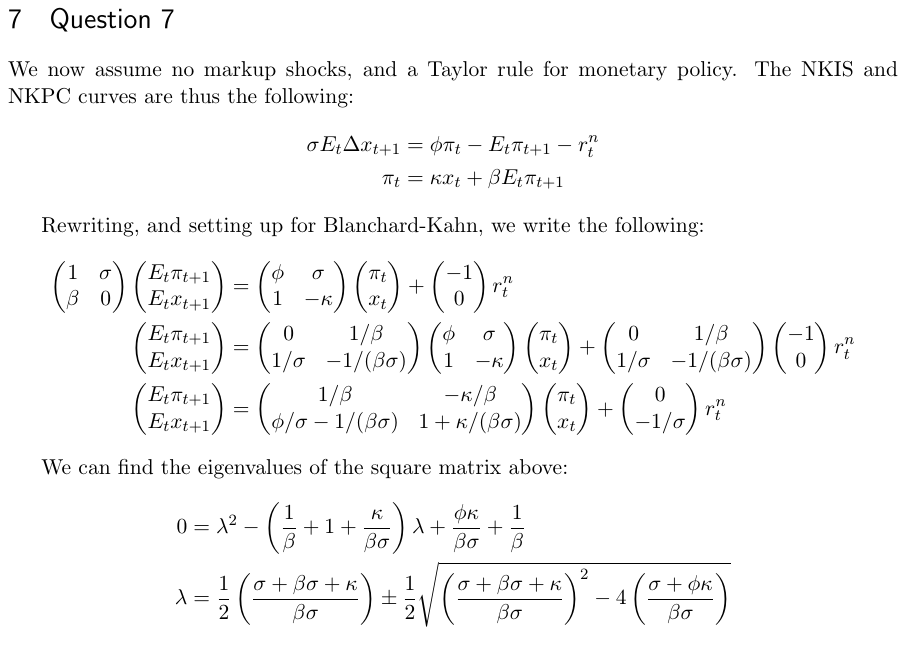 7 Question 7
We now assume no markup shocks, and a Taylor rule for monetary policy. The NKIS and
NKPC curves are thus the following:
$\sigma E_t \Delta x_{t+1} = \phi \pi_t - E_t \pi_{t+1} - r_t^n$
$\pi_t = \kappa x_t + \beta E_t \pi_{t+1}$
Rewriting, and setting up for Blanchard-Kahn, we write the following:
$\begin{pmatrix} 1 & \sigma \\ \beta & 0 \end{pmatrix} \begin{pmatrix} E_t \pi_{t+1} \\ E_t x_{t+1} \end{pmatrix} = \begin{pmatrix} \phi & \sigma \\ 1 & -\kappa \end{pmatrix} \begin{pmatrix} \pi_t \\ x_t \end{pmatrix} + \begin{pmatrix} -1 \\ 0 \end{pmatrix} r_t^n$
$\begin{pmatrix} E_t \pi_{t+1} \\ E_t x_{t+1} \end{pmatrix} = \begin{pmatrix} 0 & 1/\beta \\ 1/\sigma & -1/(\beta\sigma) \end{pmatrix} \begin{pmatrix} \phi & \sigma \\ 1 & -\kappa \end{pmatrix} \begin{pmatrix} \pi_t \\ x_t \end{pmatrix} + \begin{pmatrix} 0 & 1/\beta \\ 1/\sigma & -1/(\beta\sigma) \end{pmatrix} \begin{pmatrix} -1 \\ 0 \end{pmatrix} r_t^n$
$\begin{pmatrix} E_t \pi_{t+1} \\ E_t x_{t+1} \end{pmatrix} = \begin{pmatrix} 1/\beta & -\kappa/\beta \\ \phi/\sigma - 1/(\beta\sigma) & 1 + \kappa/(\beta\sigma) \end{pmatrix} \begin{pmatrix} \pi_t \\ x_t \end{pmatrix} + \begin{pmatrix} 0 \\ -1/\sigma \end{pmatrix} r_t^n$
We can find the eigenvalues of the square matrix above:
$0 = \lambda^2 - \left( \frac{1}{\beta} + 1 + \frac{\kappa}{\beta\sigma} \right) \lambda + \frac{\phi\kappa}{\beta\sigma} + \frac{1}{\beta}$
$\lambda = \frac{1}{2} \left( \frac{\sigma + \beta\sigma + \kappa}{\beta\sigma} \right) \pm \frac{1}{2} \sqrt{\left( \frac{\sigma + \beta\sigma + \kappa}{\beta\sigma} \right)^2 - 4 \left( \frac{\sigma + \phi\kappa}{\beta\sigma} \right)}$